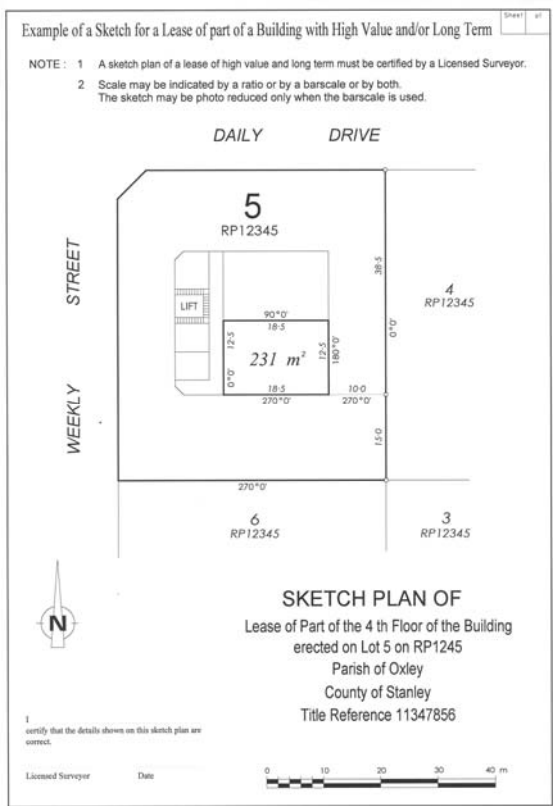 Sheet of
Example of a Sketch for a Lease of part of a Building with High Value and/or Long Term
NOTE : 1 A sketch plan of a lease of high value and long term must be certified by a Licensed Surveyor.
2 Scale may be indicated by a ratio or by a barscale or by both.
The sketch may be photo reduced only when the barscale is used.
DAILY DRIVE
WEEKLY STREET
5
RP12345
38·5
4
RP12345
LIFT
90°0'
18·5
12·5
0°0'
231 m²
12·5
180°0'
0°0'
18·5
270°0'
10·0
270°0'
15·0
270°0'
6
RP12345
3
RP12345
N
SKETCH PLAN OF
Lease of Part of the 4 th Floor of the Building
erected on Lot 5 on RP1245
Parish of Oxley
County of Stanley
Title Reference 11347856
I
certify that the details shown on this sketch plan are
correct.
Licensed Surveyor Date
0 10 20 30 40 m